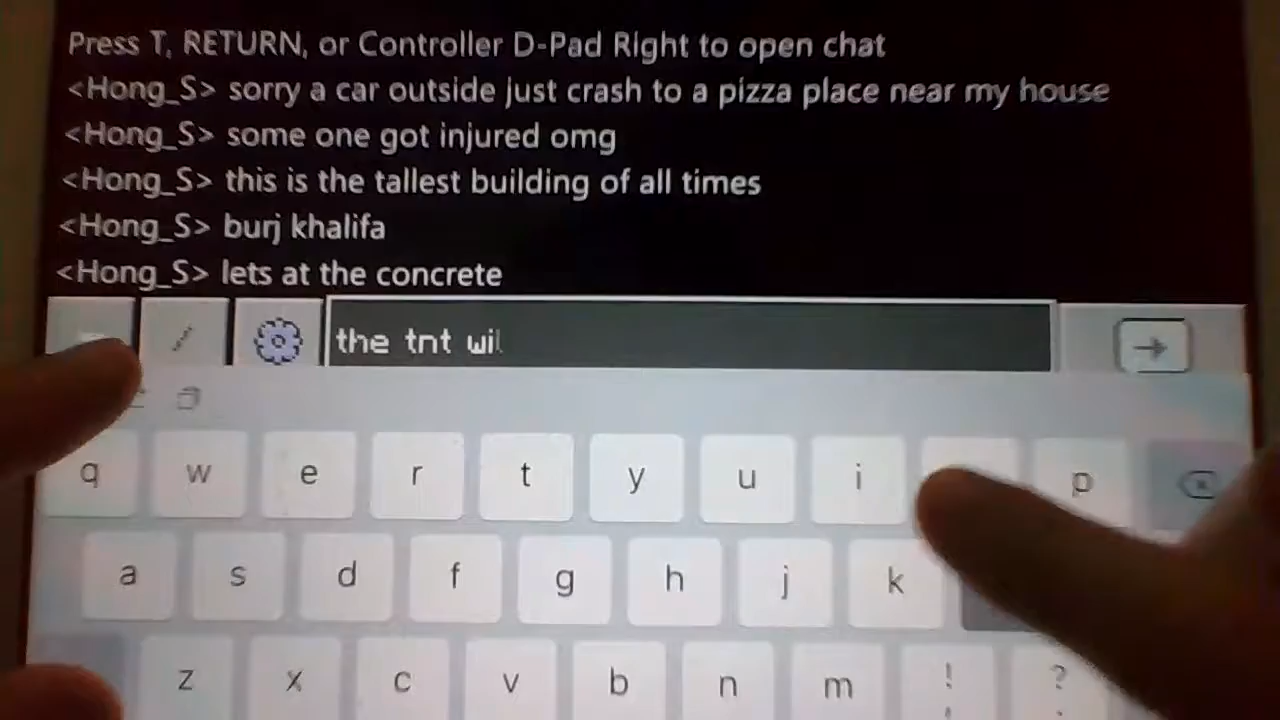 Press T, RETURN, or Controller D-Pad Right to open chat
<Hong_S> sorry a car outside just crash to a pizza place near my house
<Hong_S> some one got injured omg
<Hong_S> this is the tallest building of all times
<Hong_S> burj khalifa
<Hong_S> lets at the concrete
the tnt wil
q w e r t y u i p
a s d f g h j k
z x c v b n m ! ?